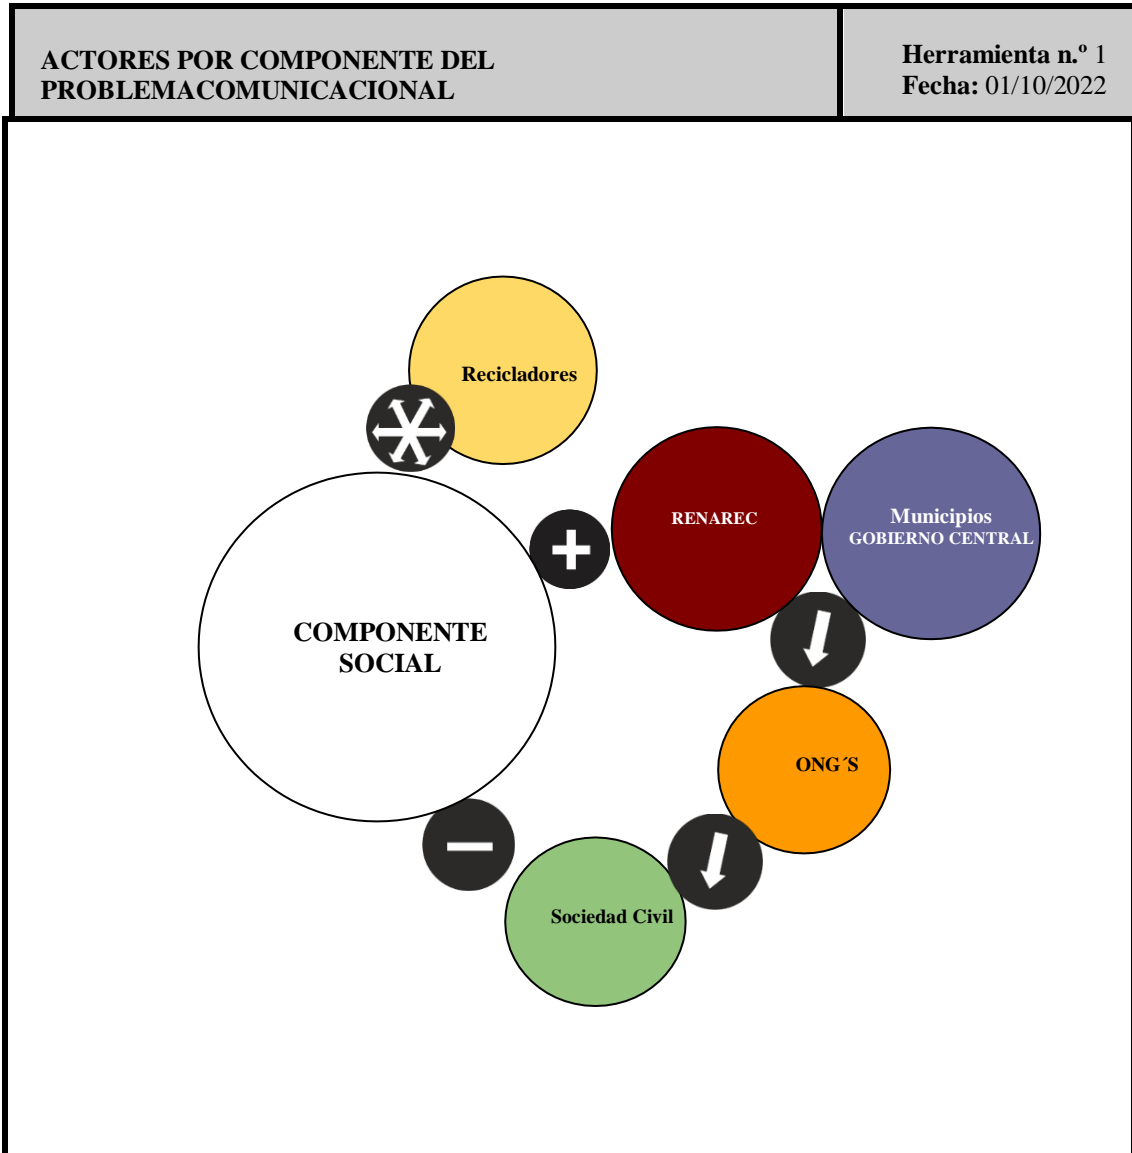 ACTORES POR COMPONENTE DEL
PROBLEMACOMUNICACIONAL
Herramienta n.º 1
Fecha: 01/10/2022
Recicladores
RENAREC
Municipios
GOBIERNO CENTRAL
COMPONENTE
SOCIAL
ONG´S
Sociedad Civil